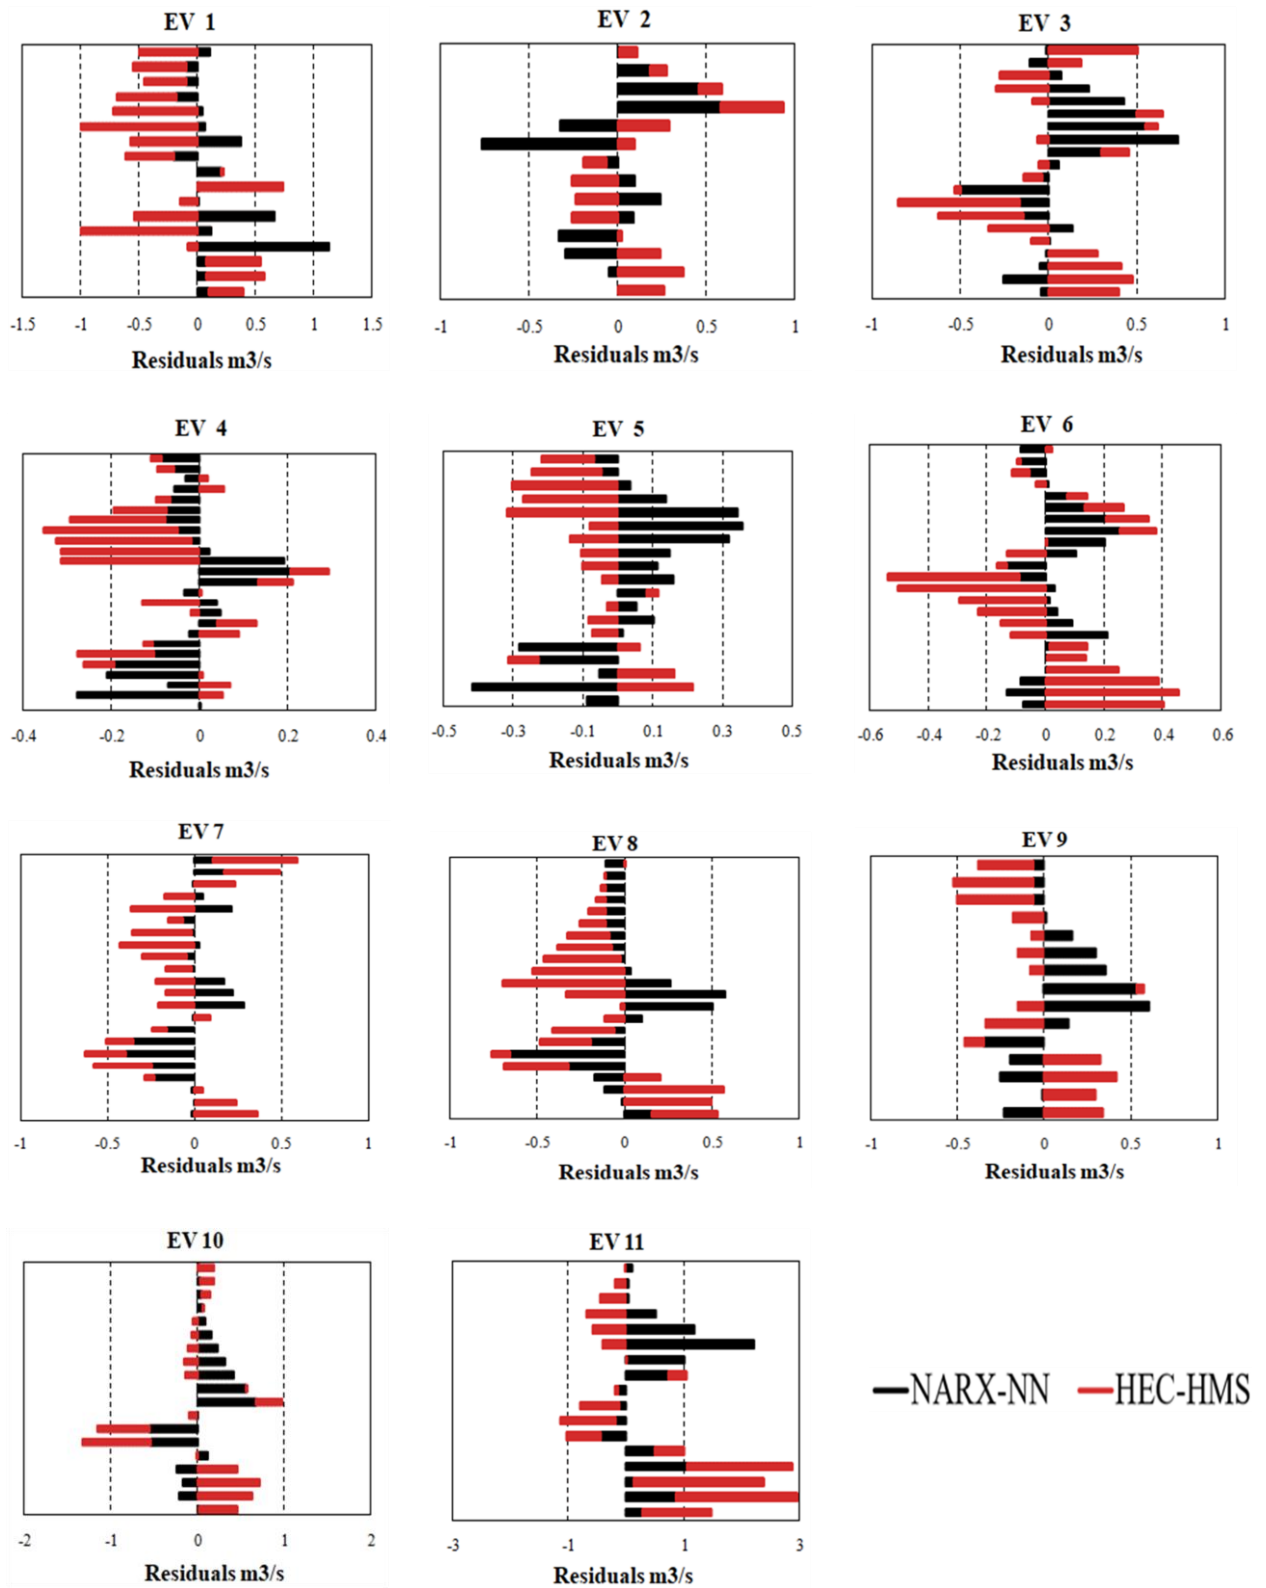 EV 1
EV 2
EV 3
-1.5 -1 -0.5 0 0.5 1 1.5
-1 -0.5 0 0.5 1
-1 -0.5 0 0.5 1
Residuals m3/s
Residuals m3/s
Residuals m3/s
EV 4
EV 5
EV 6
-0.4 -0.2 0 0.2 0.4
-0.5 -0.3 -0.1 0.1 0.3 0.5
-0.6 -0.4 -0.2 0 0.2 0.4 0.6
Residuals m3/s
Residuals m3/s
Residuals m3/s
EV 7
EV 8
EV 9
-1 -0.5 0 0.5 1
-1 -0.5 0 0.5 1
-1 -0.5 0 0.5 1
Residuals m3/s
Residuals m3/s
Residuals m3/s
EV 10
EV 11
NARX-NN HEC-HMS
-2 -1 0 1 2
-3 -1 1 3
Residuals m3/s
Residuals m3/s